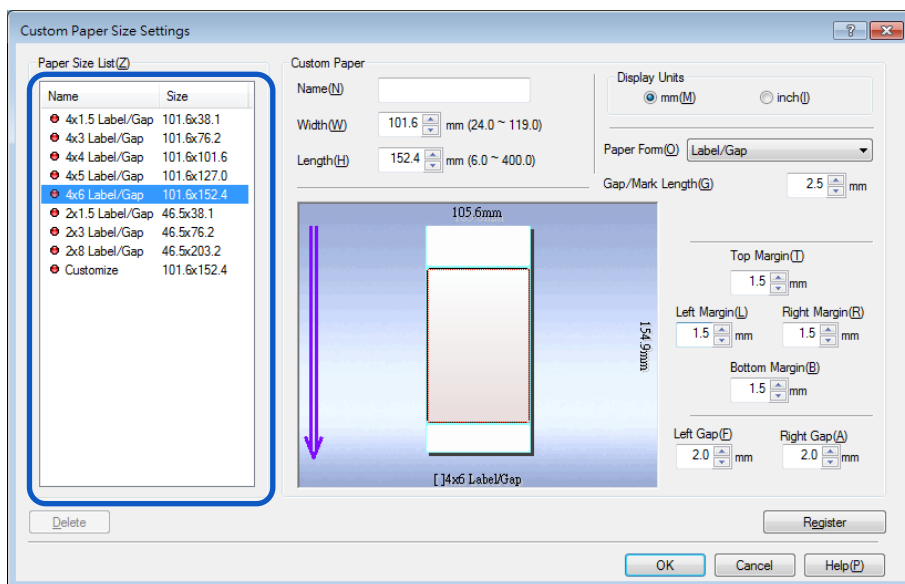 Custom Paper Size Settings
Paper Size List(Z)
Name Size
4x1.5 Label/Gap 101.6x38.1
4x3 Label/Gap 101.6x76.2
4x4 Label/Gap 101.6x101.6
4x5 Label/Gap 101.6x127.0
4x6 Label/Gap 101.6x152.4
2x1.5 Label/Gap 46.5x38.1
2x3 Label/Gap 46.5x76.2
2x8 Label/Gap 46.5x203.2
Customize 101.6x152.4
Delete
Custom Paper
Name(N)
Width(W) 101.6 mm (24.0 ~ 119.0)
Length(H) 152.4 mm (6.0 ~ 400.0)
Display Units
mm(M) inch(I)
Paper Form(O) Label/Gap
Gap/Mark Length(G) 2.5 mm
105.6mm
154.9mm
[ ]4x6 Label/Gap
Top Margin(T)
1.5 mm
Left Margin(L) Right Margin(R)
1.5 mm 1.5 mm
Bottom Margin(B)
1.5 mm
Left Gap(F) Right Gap(A)
2.0 mm 2.0 mm
Register
OK Cancel Help(P)